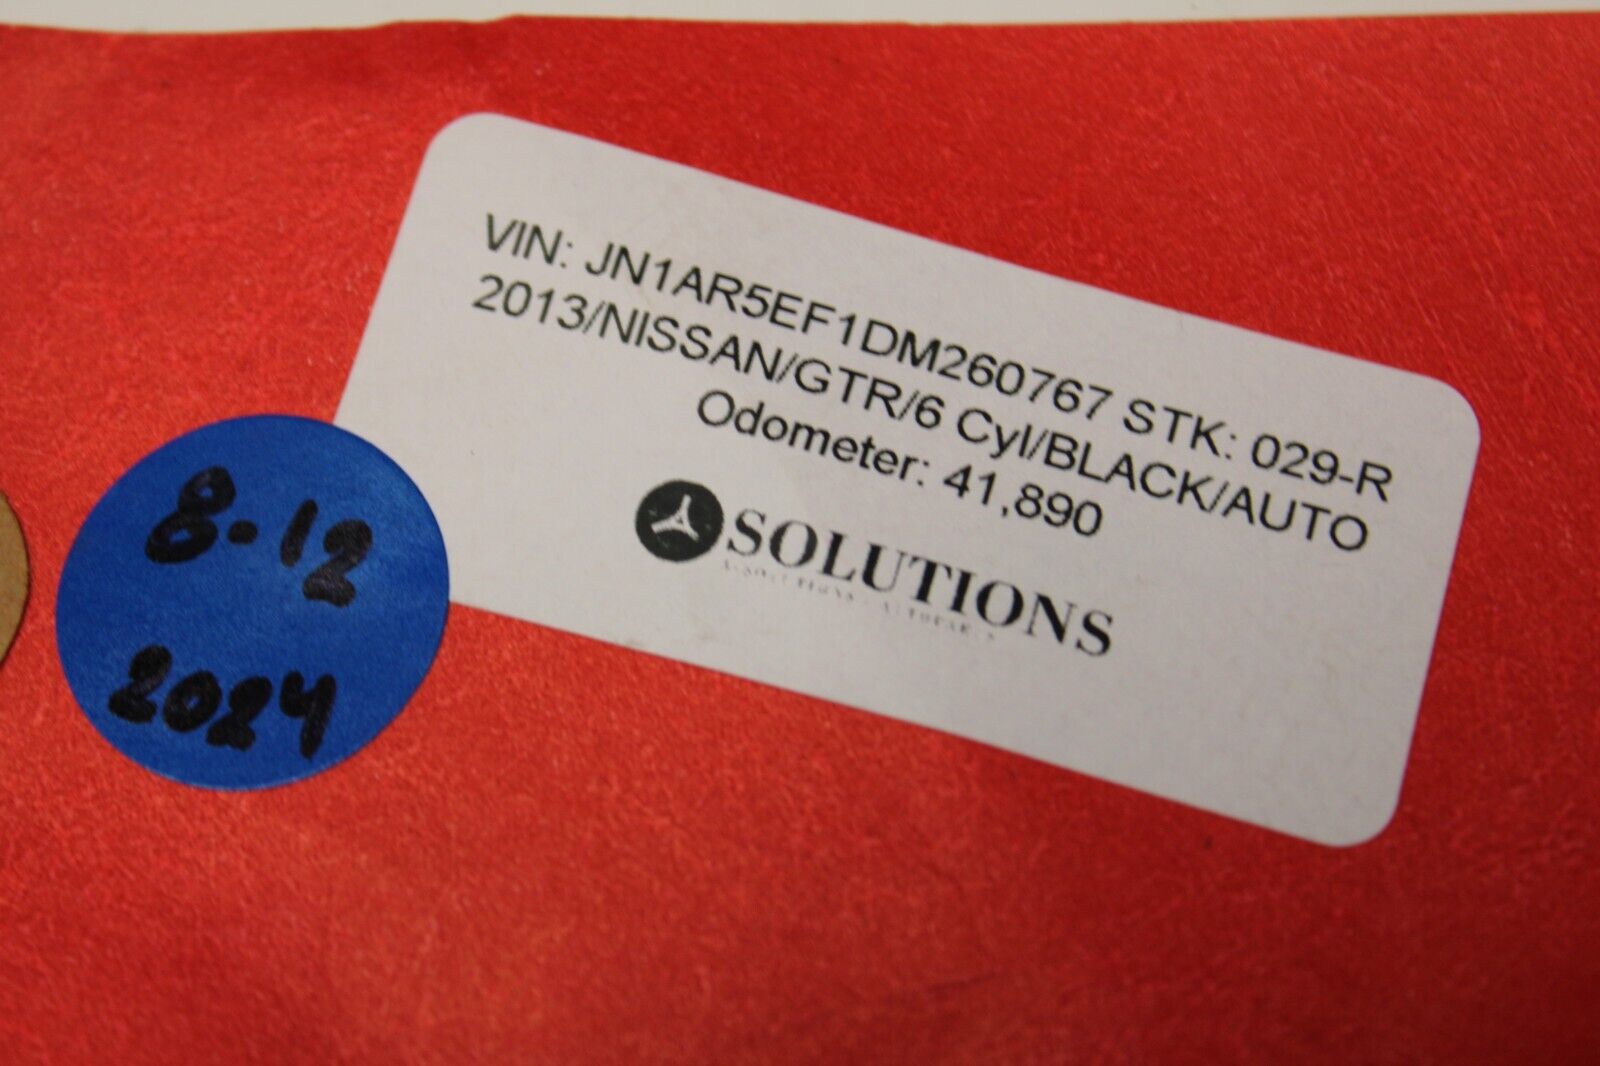 VIN: JN1AR5EF1DM260767 STK: 029-R
2013/NISSAN/GTR/6 Cyl/BLACK/AUTO
Odometer: 41,890
SOLUTIONS
8-12
2024